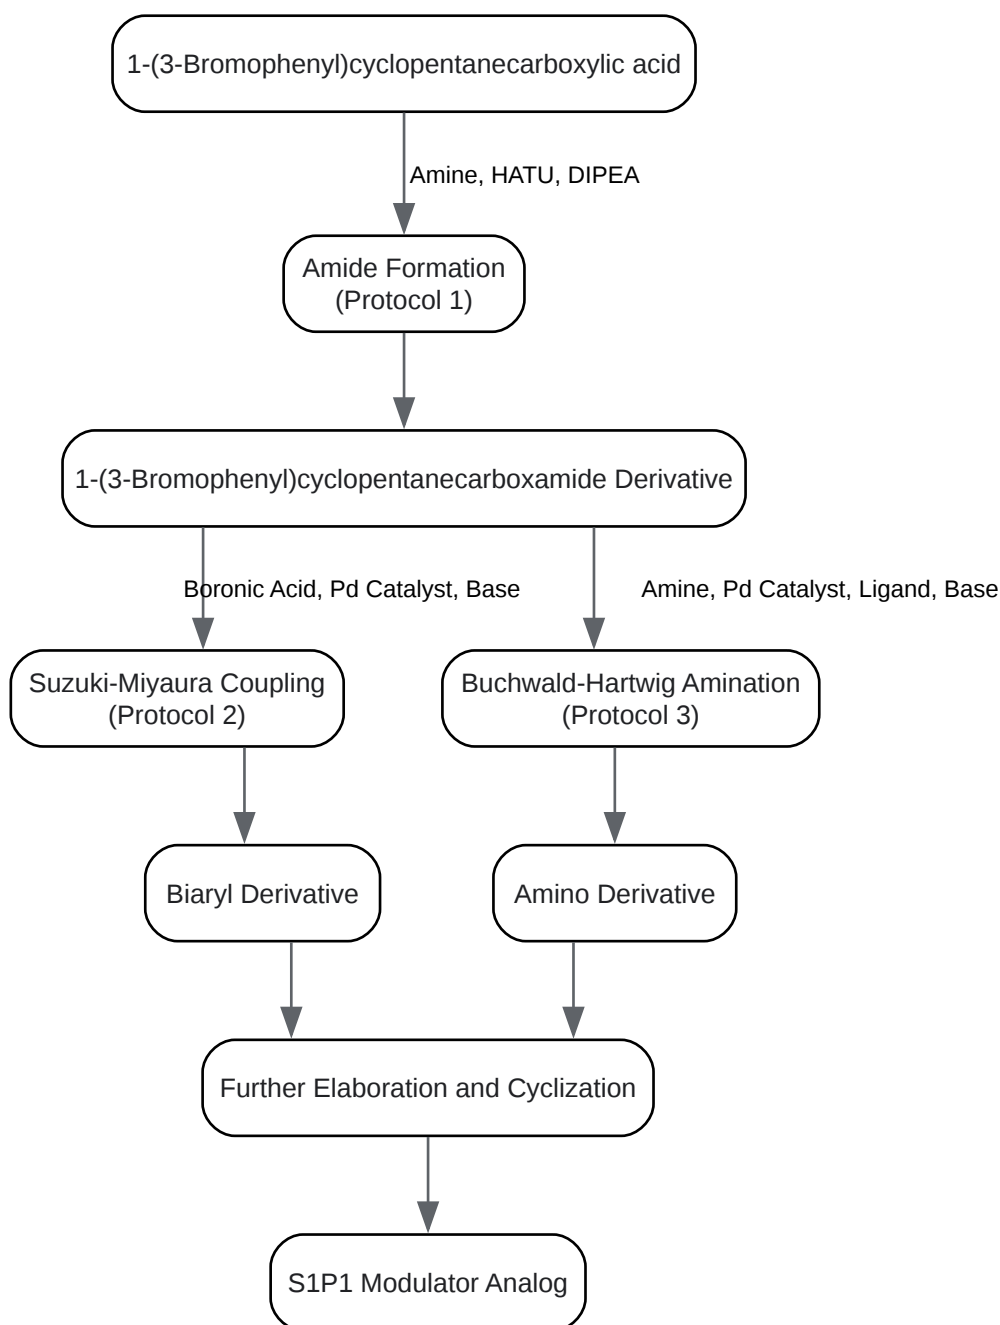 1-(3-Bromophenyl)cyclopentanecarboxylic acid
Amine, HATU, DIPEA
Amide Formation
(Protocol 1)
1-(3-Bromophenyl)cyclopentanecarboxamide Derivative
Boronic Acid, Pd Catalyst, Base
Amine, Pd Catalyst, Ligand, Base
Suzuki-Miyaura Coupling
(Protocol 2)
Buchwald-Hartwig Amination
(Protocol 3)
Biaryl Derivative
Amino Derivative
Further Elaboration and Cyclization
S1P1 Modulator Analog